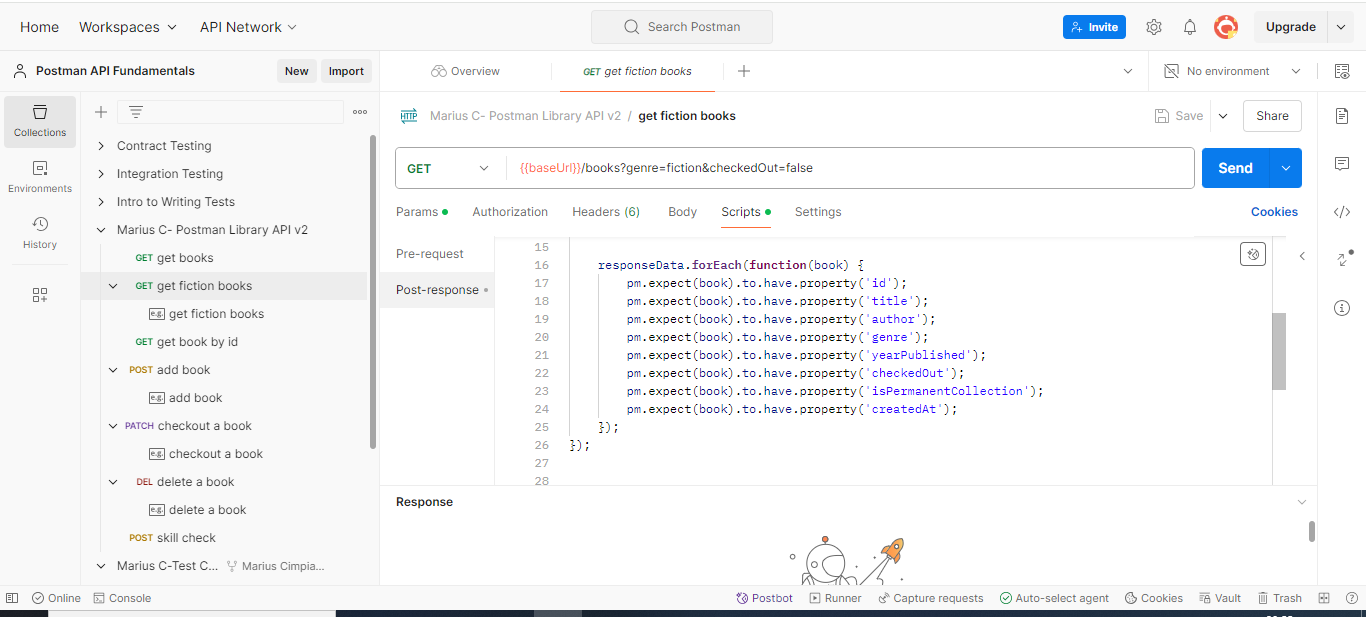 Home Workspaces API Network Search Postman Invite Upgrade
Postman API Fundamentals New Import Overview GET get fiction books No environment
Collections
Environments
History
Contract Testing
Integration Testing
Intro to Writing Tests
Marius C- Postman Library API v2
GET get books
GET get fiction books
e.g. get fiction books
GET get book by id
POST add book
e.g. add book
PATCH checkout a book
e.g. checkout a book
DEL delete a book
e.g. delete a book
POST skill check
Marius C-Test C... Marius Cimpia...
HTTP Marius C- Postman Library API v2 / get fiction books Save Share
GET {{baseUrl}}/books?genre=fiction&checkedOut=false Send
Params Authorization Headers (6) Body Scripts Settings Cookies
Pre-request
Post-response
15
16 responseData.forEach(function(book) {
17 pm.expect(book).to.have.property('id');
18 pm.expect(book).to.have.property('title');
19 pm.expect(book).to.have.property('author');
20 pm.expect(book).to.have.property('genre');
21 pm.expect(book).to.have.property('yearPublished');
22 pm.expect(book).to.have.property('checkedOut');
23 pm.expect(book).to.have.property('isPermanentCollection');
24 pm.expect(book).to.have.property('createdAt');
25 });
26 });
27
28
Response
Online Console Postbot Runner Capture requests Auto-select agent Cookies Vault Trash